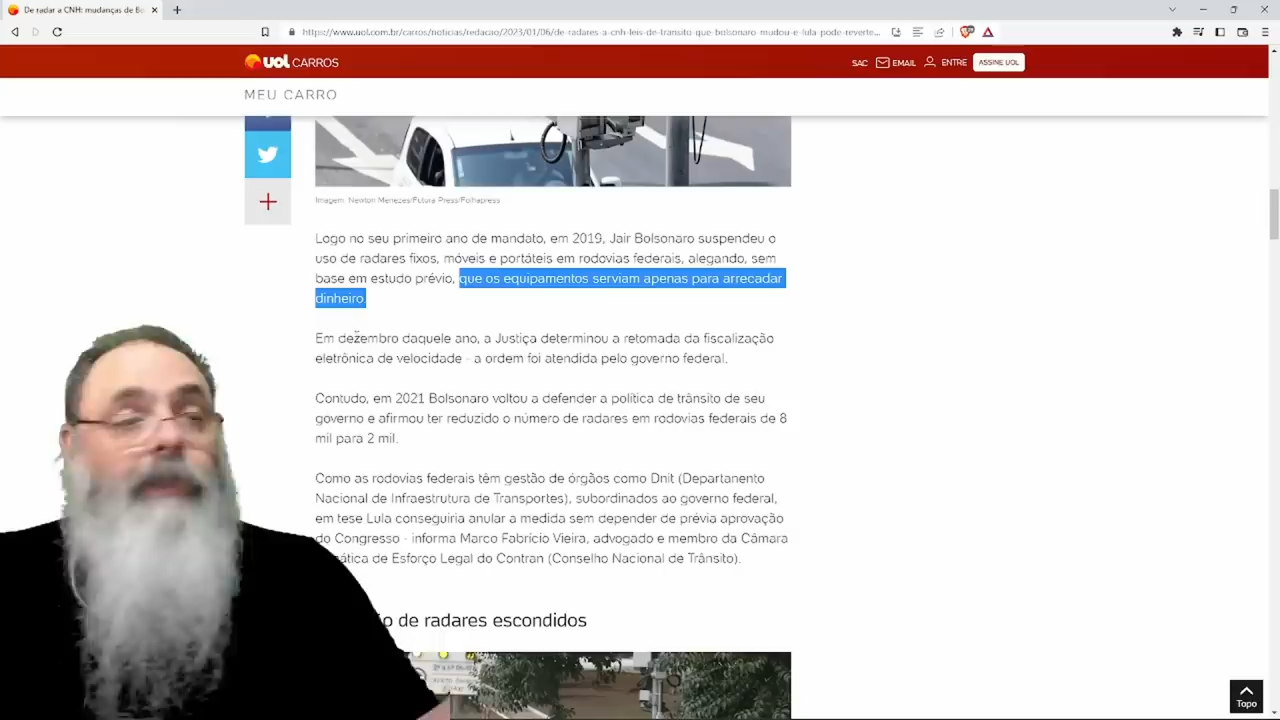 De radar a CNH: mudanças de Bo
https://www.uol.com.br/carros/noticias/redacao/2023/01/06/de-radares-a-cnh-leis-de-transito-que-bolsonaro-mudou-e-lula-pode-reverte...
UOL CARROS
SAC EMAIL ENTRE ASSINE UOL
MEU CARRO
Imagem: Newton Menezes/Futura Press/Folhapress
Logo no seu primeiro ano de mandato, em 2019, Jair Bolsonaro suspendeu o
uso de radares fixos, móveis e portáteis em rodovias federais, alegando, sem
base em estudo prévio, que os equipamentos serviam apenas para arrecadar
dinheiro.
Em dezembro daquele ano, a Justiça determinou a retomada da fiscalização
eletrônica de velocidade - a ordem foi atendida pelo governo federal.
Contudo, em 2021 Bolsonaro voltou a defender a política de trânsito de seu
governo e afirmou ter reduzido o número de radares em rodovias federais de 8
mil para 2 mil.
Como as rodovias federais têm gestão de órgãos como Dnit (Departanento
Nacional de Infraestrutura de Transportes), subordinados ao governo federal,
em tese Lula conseguiria anular a medida sem depender de prévia aprovação
do Congresso - informa Marco Fabrício Vieira, advogado e membro da Câmara
ática de Esforço Legal do Contran (Conselho Nacional de Trânsito).
o de radares escondidos
Topo